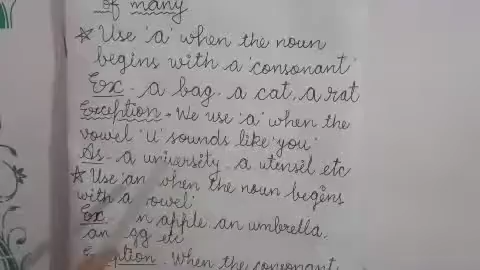 of many
* Use 'a' when the noun
begins with a 'consonant'
Ex - a bag, a cat, a rat
Exception - We use 'a' when the
vowel 'u' sounds like 'you'
As - a university, a utensil etc
* Use 'an' when the noun begins
with a vowel'
Ex n apple, an umbrella,
an gg etc
When the consonant